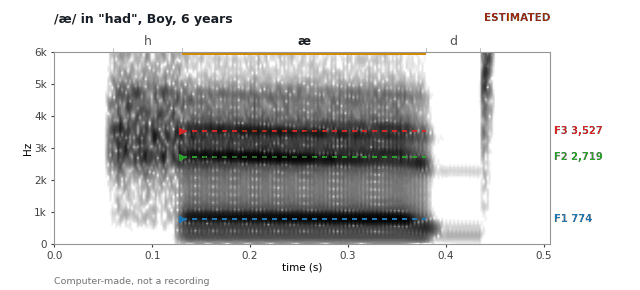 /æ/ in "had", Boy, 6 years
ESTIMATED
h æ d
6k
5k
4k
3k
2k
1k
0
Hz
F3 3,527
F2 2,719
F1 774
0.0 0.1 0.2 0.3 0.4 0.5
time (s)
Computer-made, not a recording